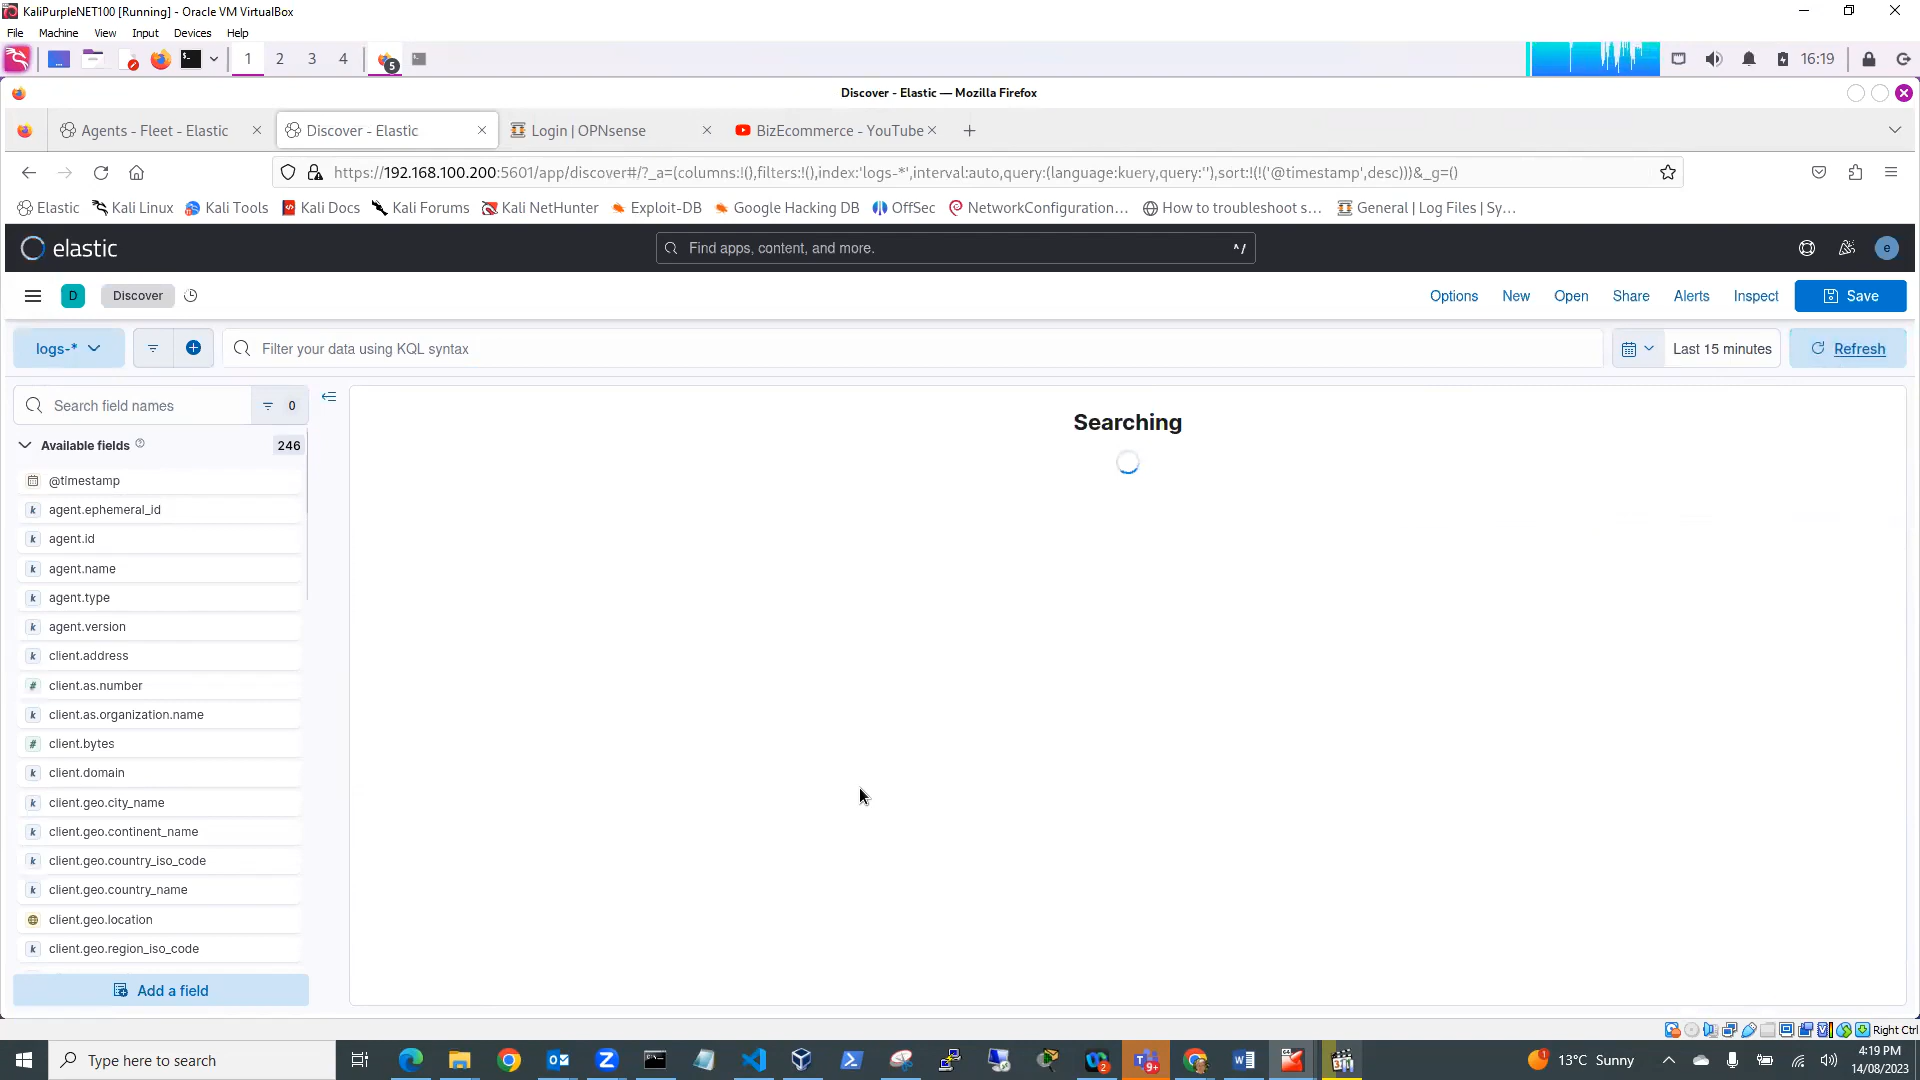 KaliPurpleNET100 [Running] - Oracle VM VirtualBox
File Machine View Input Devices Help
1 2 3 4 5 16:19
Discover - Elastic — Mozilla Firefox
Agents - Fleet - Elastic Discover - Elastic Login | OPNsense BizEcommerce - YouTube
https://192.168.100.200:5601/app/discover#/?_a=(columns:!(),filters:!(),index:'logs-*',interval:auto,query:(language:kuery,query:''),sort:!(!('@timestamp',desc)))&_g=()
Elastic Kali Linux Kali Tools Kali Docs Kali Forums Kali NetHunter Exploit-DB Google Hacking DB OffSec NetworkConfiguration... How to troubleshoot s... General | Log Files | Sy...
elastic Find apps, content, and more. ^/ e
D Discover Options New Open Share Alerts Inspect Save
logs-* Filter your data using KQL syntax Last 15 minutes Refresh
Search field names 0
Searching
Available fields 246
@timestamp
k agent.ephemeral_id
k agent.id
k agent.name
k agent.type
k agent.version
k client.address
# client.as.number
k client.as.organization.name
# client.bytes
k client.domain
k client.geo.city_name
k client.geo.continent_name
k client.geo.country_iso_code
k client.geo.country_name
client.geo.location
k client.geo.region_iso_code
Add a field
Right Ctrl
Type here to search 2 9+ 1 13°C Sunny 4:19 PM
14/08/2023